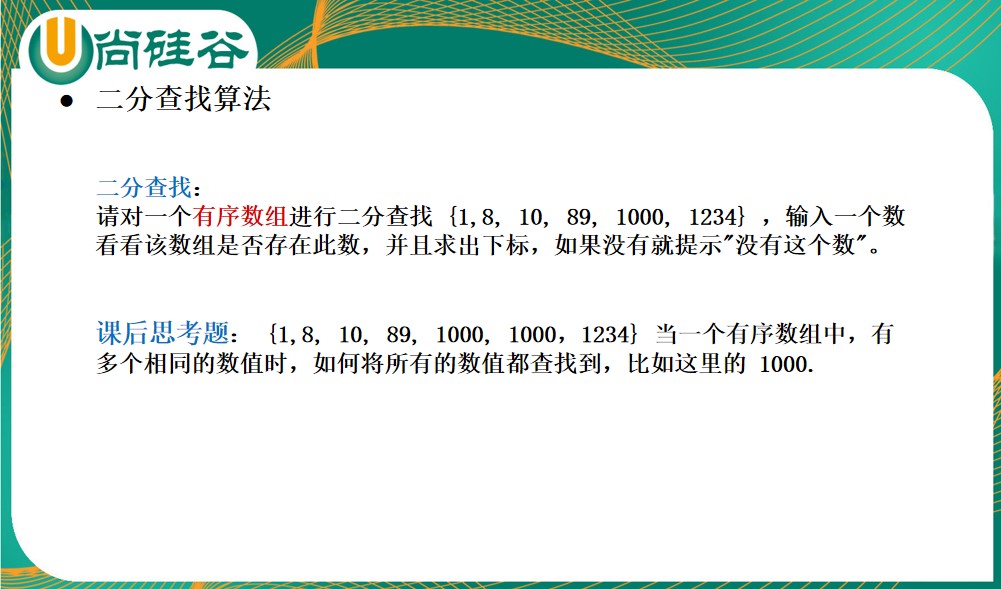 尚硅谷
● 二分查找算法
二分查找：
请对一个有序数组进行二分查找 {1,8, 10, 89, 1000, 1234} ，输入一个数
看看该数组是否存在此数，并且求出下标，如果没有就提示"没有这个数"。
课后思考题： {1,8, 10, 89, 1000, 1000，1234} 当一个有序数组中，有
多个相同的数值时，如何将所有的数值都查找到，比如这里的 1000.